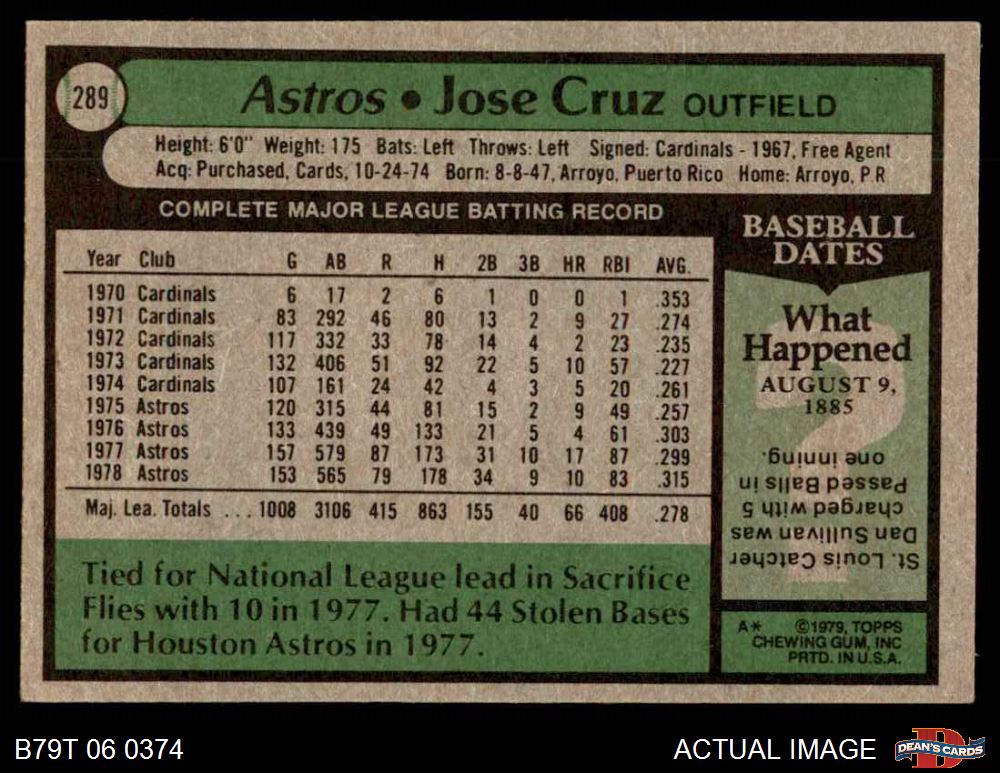 289
Astros • Jose Cruz OUTFIELD
Height: 6'0" Weight: 175 Bats: Left Throws: Left Signed: Cardinals - 1967, Free Agent
Acq: Purchased, Cards, 10-24-74 Born: 8-8-47, Arroyo, Puerto Rico Home: Arroyo, P.R
COMPLETE MAJOR LEAGUE BATTING RECORD
Year Club G AB R H 2B 3B HR RBI AVG.
1970 Cardinals 6 17 2 6 1 0 0 1 .353
1971 Cardinals 83 292 46 80 13 2 9 27 .274
1972 Cardinals 117 332 33 78 14 4 2 23 .235
1973 Cardinals 132 406 51 92 22 5 10 57 .227
1974 Cardinals 107 161 24 42 4 3 5 20 .261
1975 Astros 120 315 44 81 15 2 9 49 .257
1976 Astros 133 439 49 133 21 5 4 61 .303
1977 Astros 157 579 87 173 31 10 17 87 .299
1978 Astros 153 565 79 178 34 9 10 83 .315
Maj. Lea. Totals ... 1008 3106 415 863 155 40 66 408 .278
Tied for National League lead in Sacrifice
Flies with 10 in 1977. Had 44 Stolen Bases
for Houston Astros in 1977.
BASEBALL
DATES
?
What
Happened
AUGUST 9,
1885
St. Louis Catcher
Dan Sullivan was
charged with 5
Passed Balls in
one inning.
A* ©1979, TOPPS
CHEWING GUM, INC
PRTD. IN U.S.A.
B79T 06 0374
ACTUAL IMAGE
D
DEAN'S CARDS